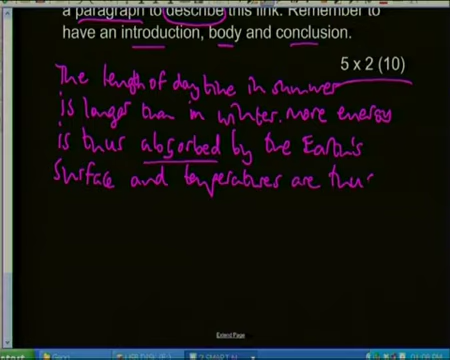 a paragraph to describe this link. Remember to
have an introduction, body and conclusion.
5 x 2 (10)
The length of daytime in summer
is longer than in winter. More energy
is thus absorbed by the Earth's
surface and temperatures are thus
Extend Page
start